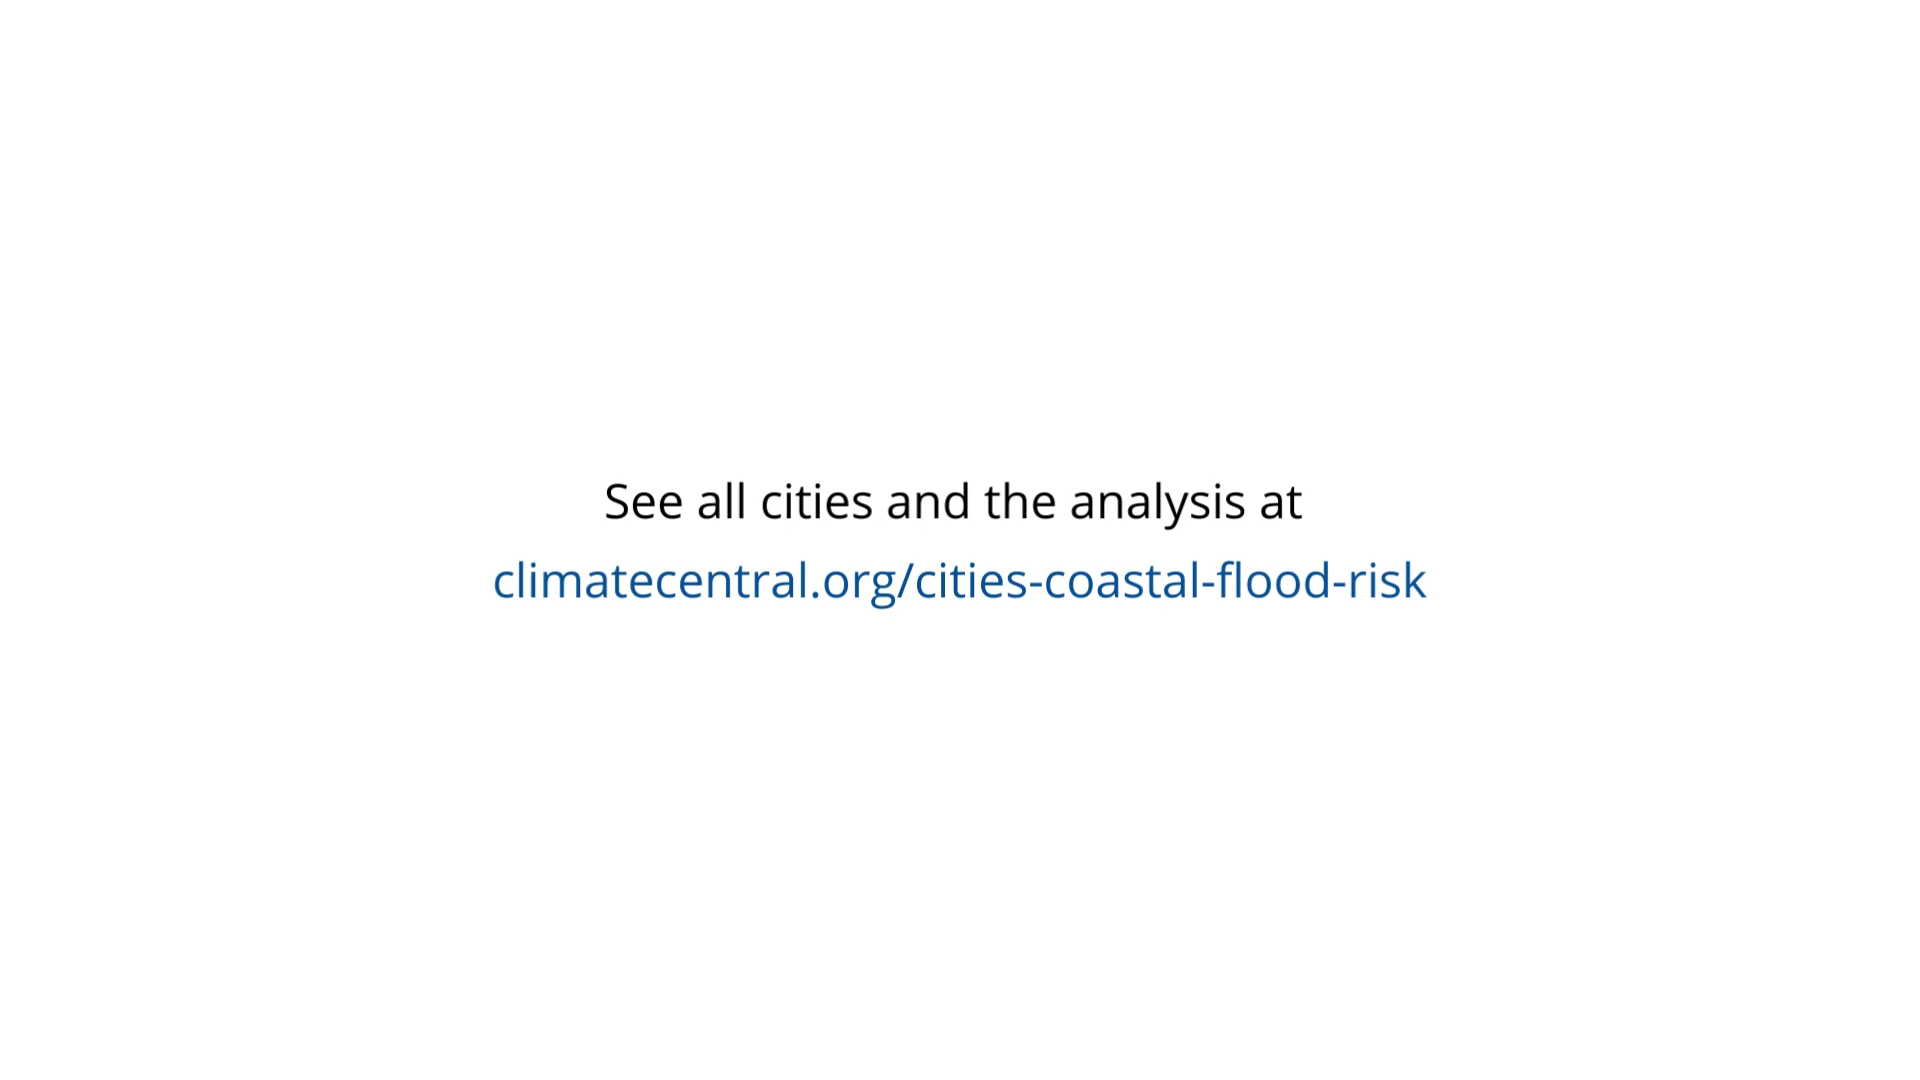 See all cities and the analysis at
climatecentral.org/cities-coastal-flood-risk